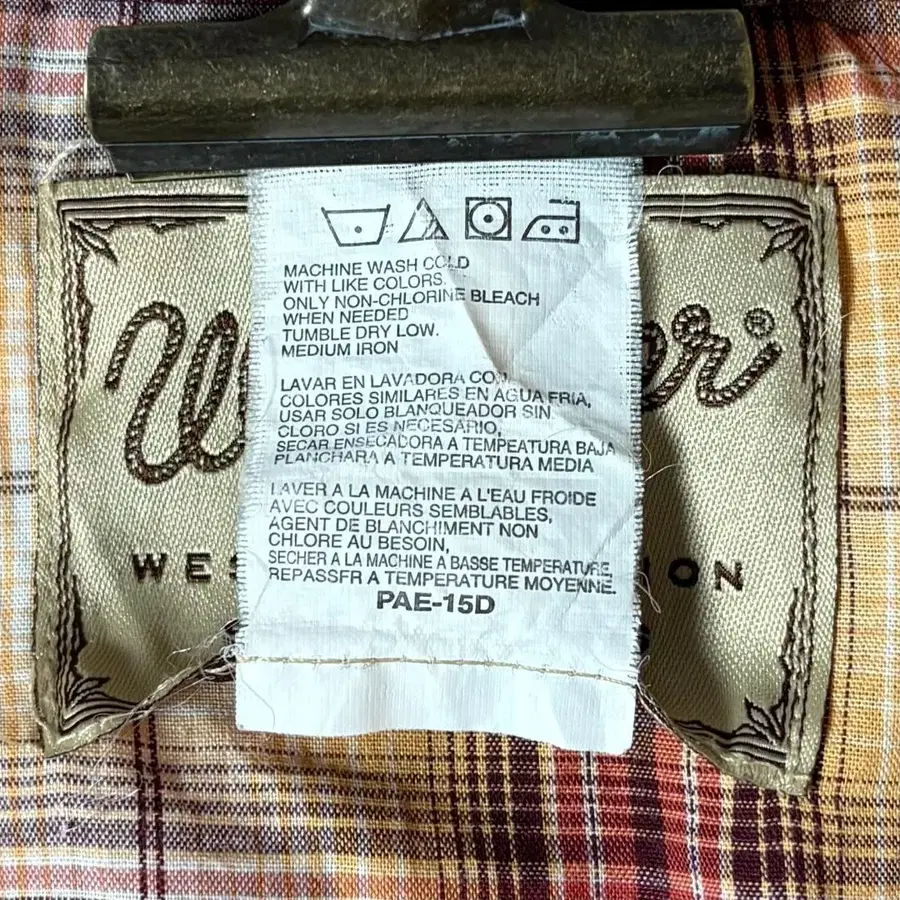 MACHINE WASH COLD
WITH LIKE COLORS.
ONLY NON-CHLORINE BLEACH
WHEN NEEDED
TUMBLE DRY LOW.
MEDIUM IRON
LAVAR EN LAVADORA CON
COLORES SIMILARES EN AGUA FRIA,
USAR SOLO BLANQUEADOR SIN
CLORO SI ES NECESARIO,
SECAR ENSECADORA A TEMPEATURA BAJA
PLANCHARA A TEMPERATURA MEDIA
LAVER A LA MACHINE A L'EAU FROIDE
AVEC COULEURS SEMBLABLES,
AGENT DE BLANCHIMENT NON
CHLORE AU BESOIN,
SECHER A LA MACHINE A BASSE TEMPERATURE,
REPASSFR A TEMPERATURE MOYENNE.
PAE-15D